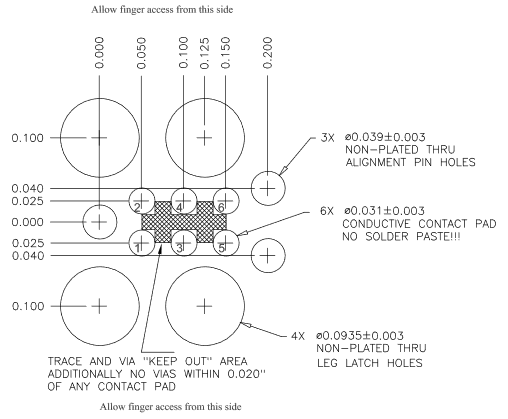 Allow finger access from this side
0.000
0.050
0.100
0.125
0.150
0.200
0.100
3X ø0.039±0.003
NON-PLATED THRU
ALIGNMENT PIN HOLES
0.040
0.025
2 4 6
0.000
6X ø0.031±0.003
CONDUCTIVE CONTACT PAD
NO SOLDER PASTE!!!
0.025
1 3 5
0.040
0.100
4X ø0.0935±0.003
NON-PLATED THRU
LEG LATCH HOLES
TRACE AND VIA "KEEP OUT" AREA
ADDITIONALLY NO VIAS WITHIN 0.020"
OF ANY CONTACT PAD
Allow finger access from this side